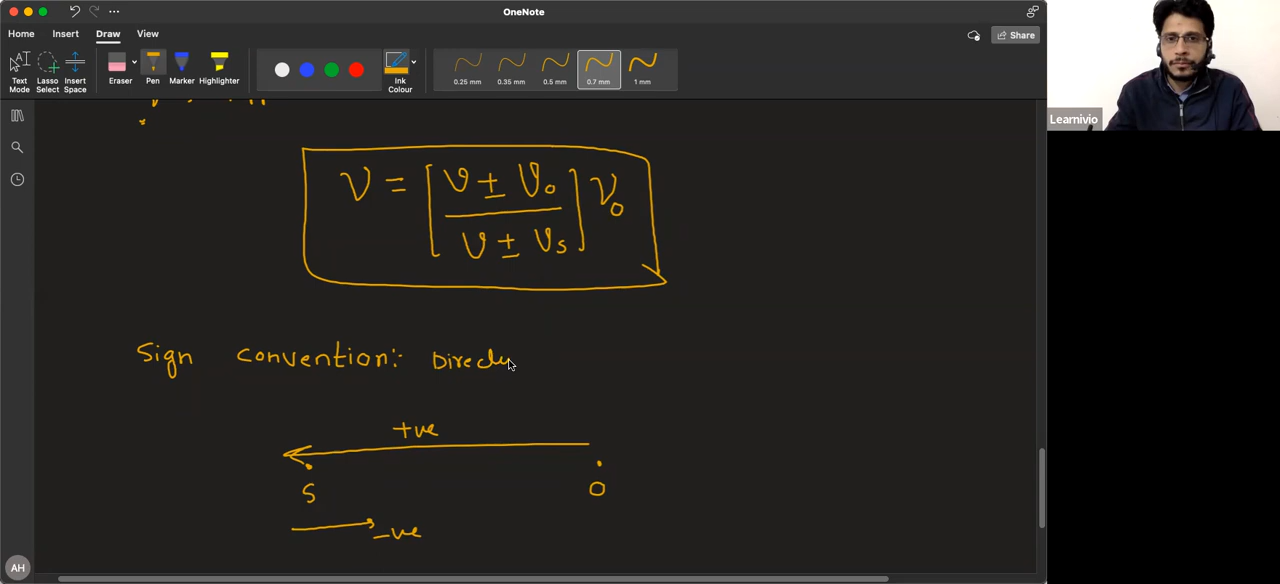 OneNote
Home Insert Draw View
Share
Text Mode
Lasso Select
Insert Space
Eraser
Pen
Marker
Highlighter
Ink Colour
0.25 mm
0.35 mm
0.5 mm
0.7 mm
1 mm
Learnivio
ν = [v ± v₀ / v ± vₛ] ν₀
Sign convention: Direct
+ve
S
O
-ve
AH